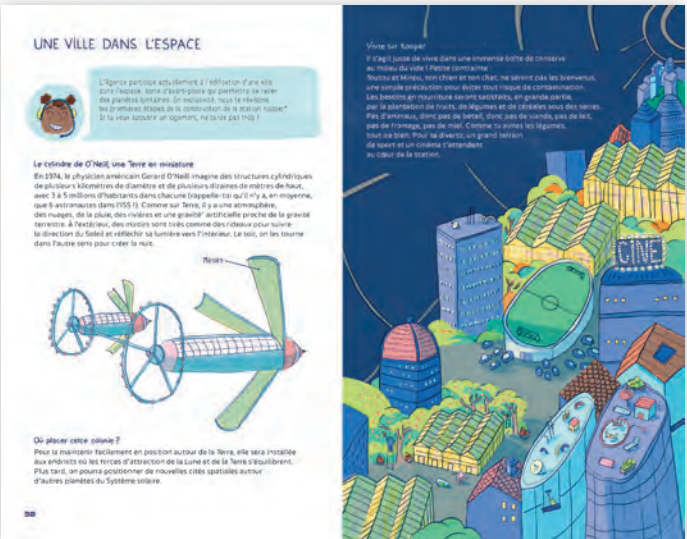 UNE VILLE DANS L'ESPACE
L'Agence participe actuellement à l'édification d'une ville
dans l'espace, sorte d'avant-poste qui permettra de relier
des planètes lointaines. En exclusivité, nous te révélons
les premières étapes de la construction de la station Kooper*.
Si tu veux acquérir un logement, ne tarde pas trop !
Le cylindre de O'Neill, une Terre en miniature
En 1974, le physicien américain Gerard O'Neill imagine des structures cylindriques
de plusieurs kilomètres de diamètre et de plusieurs dizaines de mètres de haut,
avec 3 à 5 millions d'habitants dans chacune (rappelle-toi qu'il n'y a, en moyenne,
que 6 astronautes dans l'ISS !). Comme sur Terre, il y a une atmosphère,
des nuages, de la pluie, des rivières et une gravité* artificielle proche de la gravité
terrestre. À l'extérieur, des miroirs sont tirés comme des rideaux pour suivre
la direction du Soleil et réfléchir sa lumière vers l'intérieur. Le soir, on les tourne
dans l'autre sens pour créer la nuit.
Miroirs
Où placer cette colonie ?
Pour la maintenir facilement en position autour de la Terre, elle sera installée
aux endroits où les forces d'attraction de la Lune et de la Terre s'équilibrent.
Plus tard, on pourra positionner de nouvelles cités spatiales autour
d'autres planètes du Système solaire.
Vivre sur Kooper
Il s'agit juste de vivre dans une immense boîte de conserve
au milieu du vide ! Petite contrainte :
Toutou et Minou, ton chien et ton chat, ne seront pas les bienvenus,
une simple précaution pour éviter tout risque de contamination.
Les besoins en nourriture seront satisfaits, en grande partie,
par la plantation de fruits, de légumes et de céréales sous des serres.
Pas d'animaux, donc pas de bétail, donc pas de viande, pas de lait,
pas de fromage, pas de miel. Comme tu aimes les légumes,
tout ira bien. Pour te divertir, un grand terrain
de sport et un cinéma t'attendent
au cœur de la station.
CINE